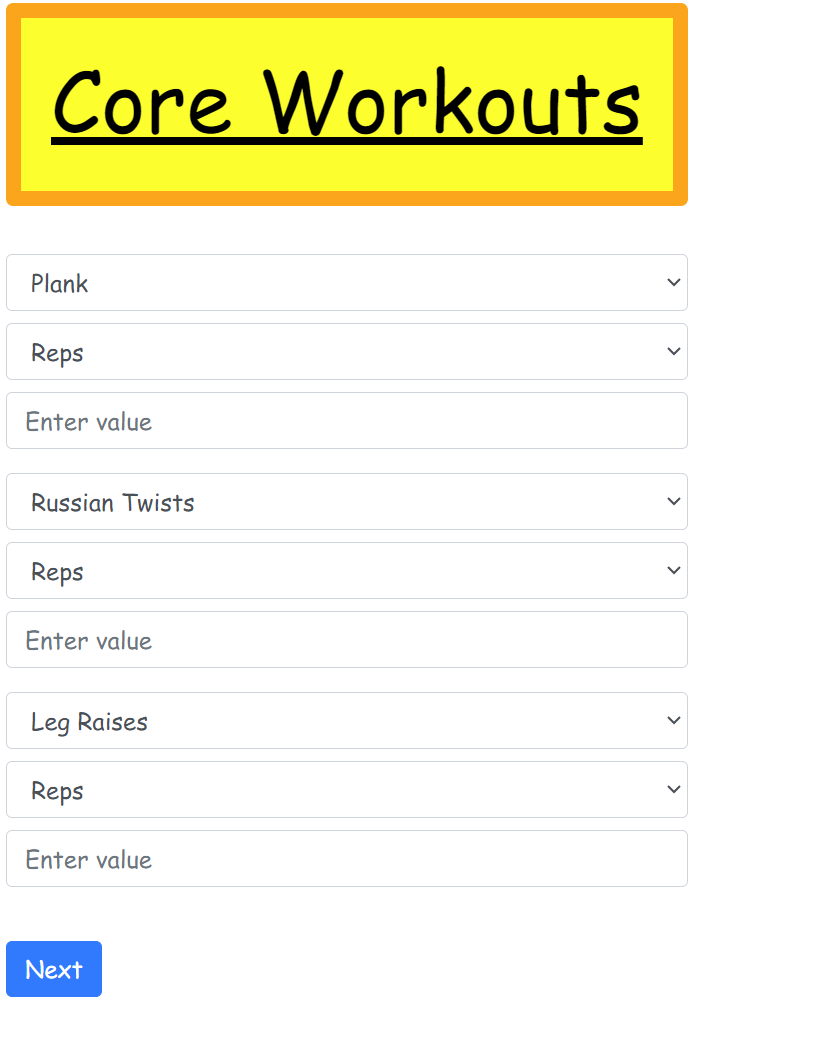 Core Workouts
Plank
Reps
Enter value
Russian Twists
Reps
Enter value
Leg Raises
Reps
Enter value
Next